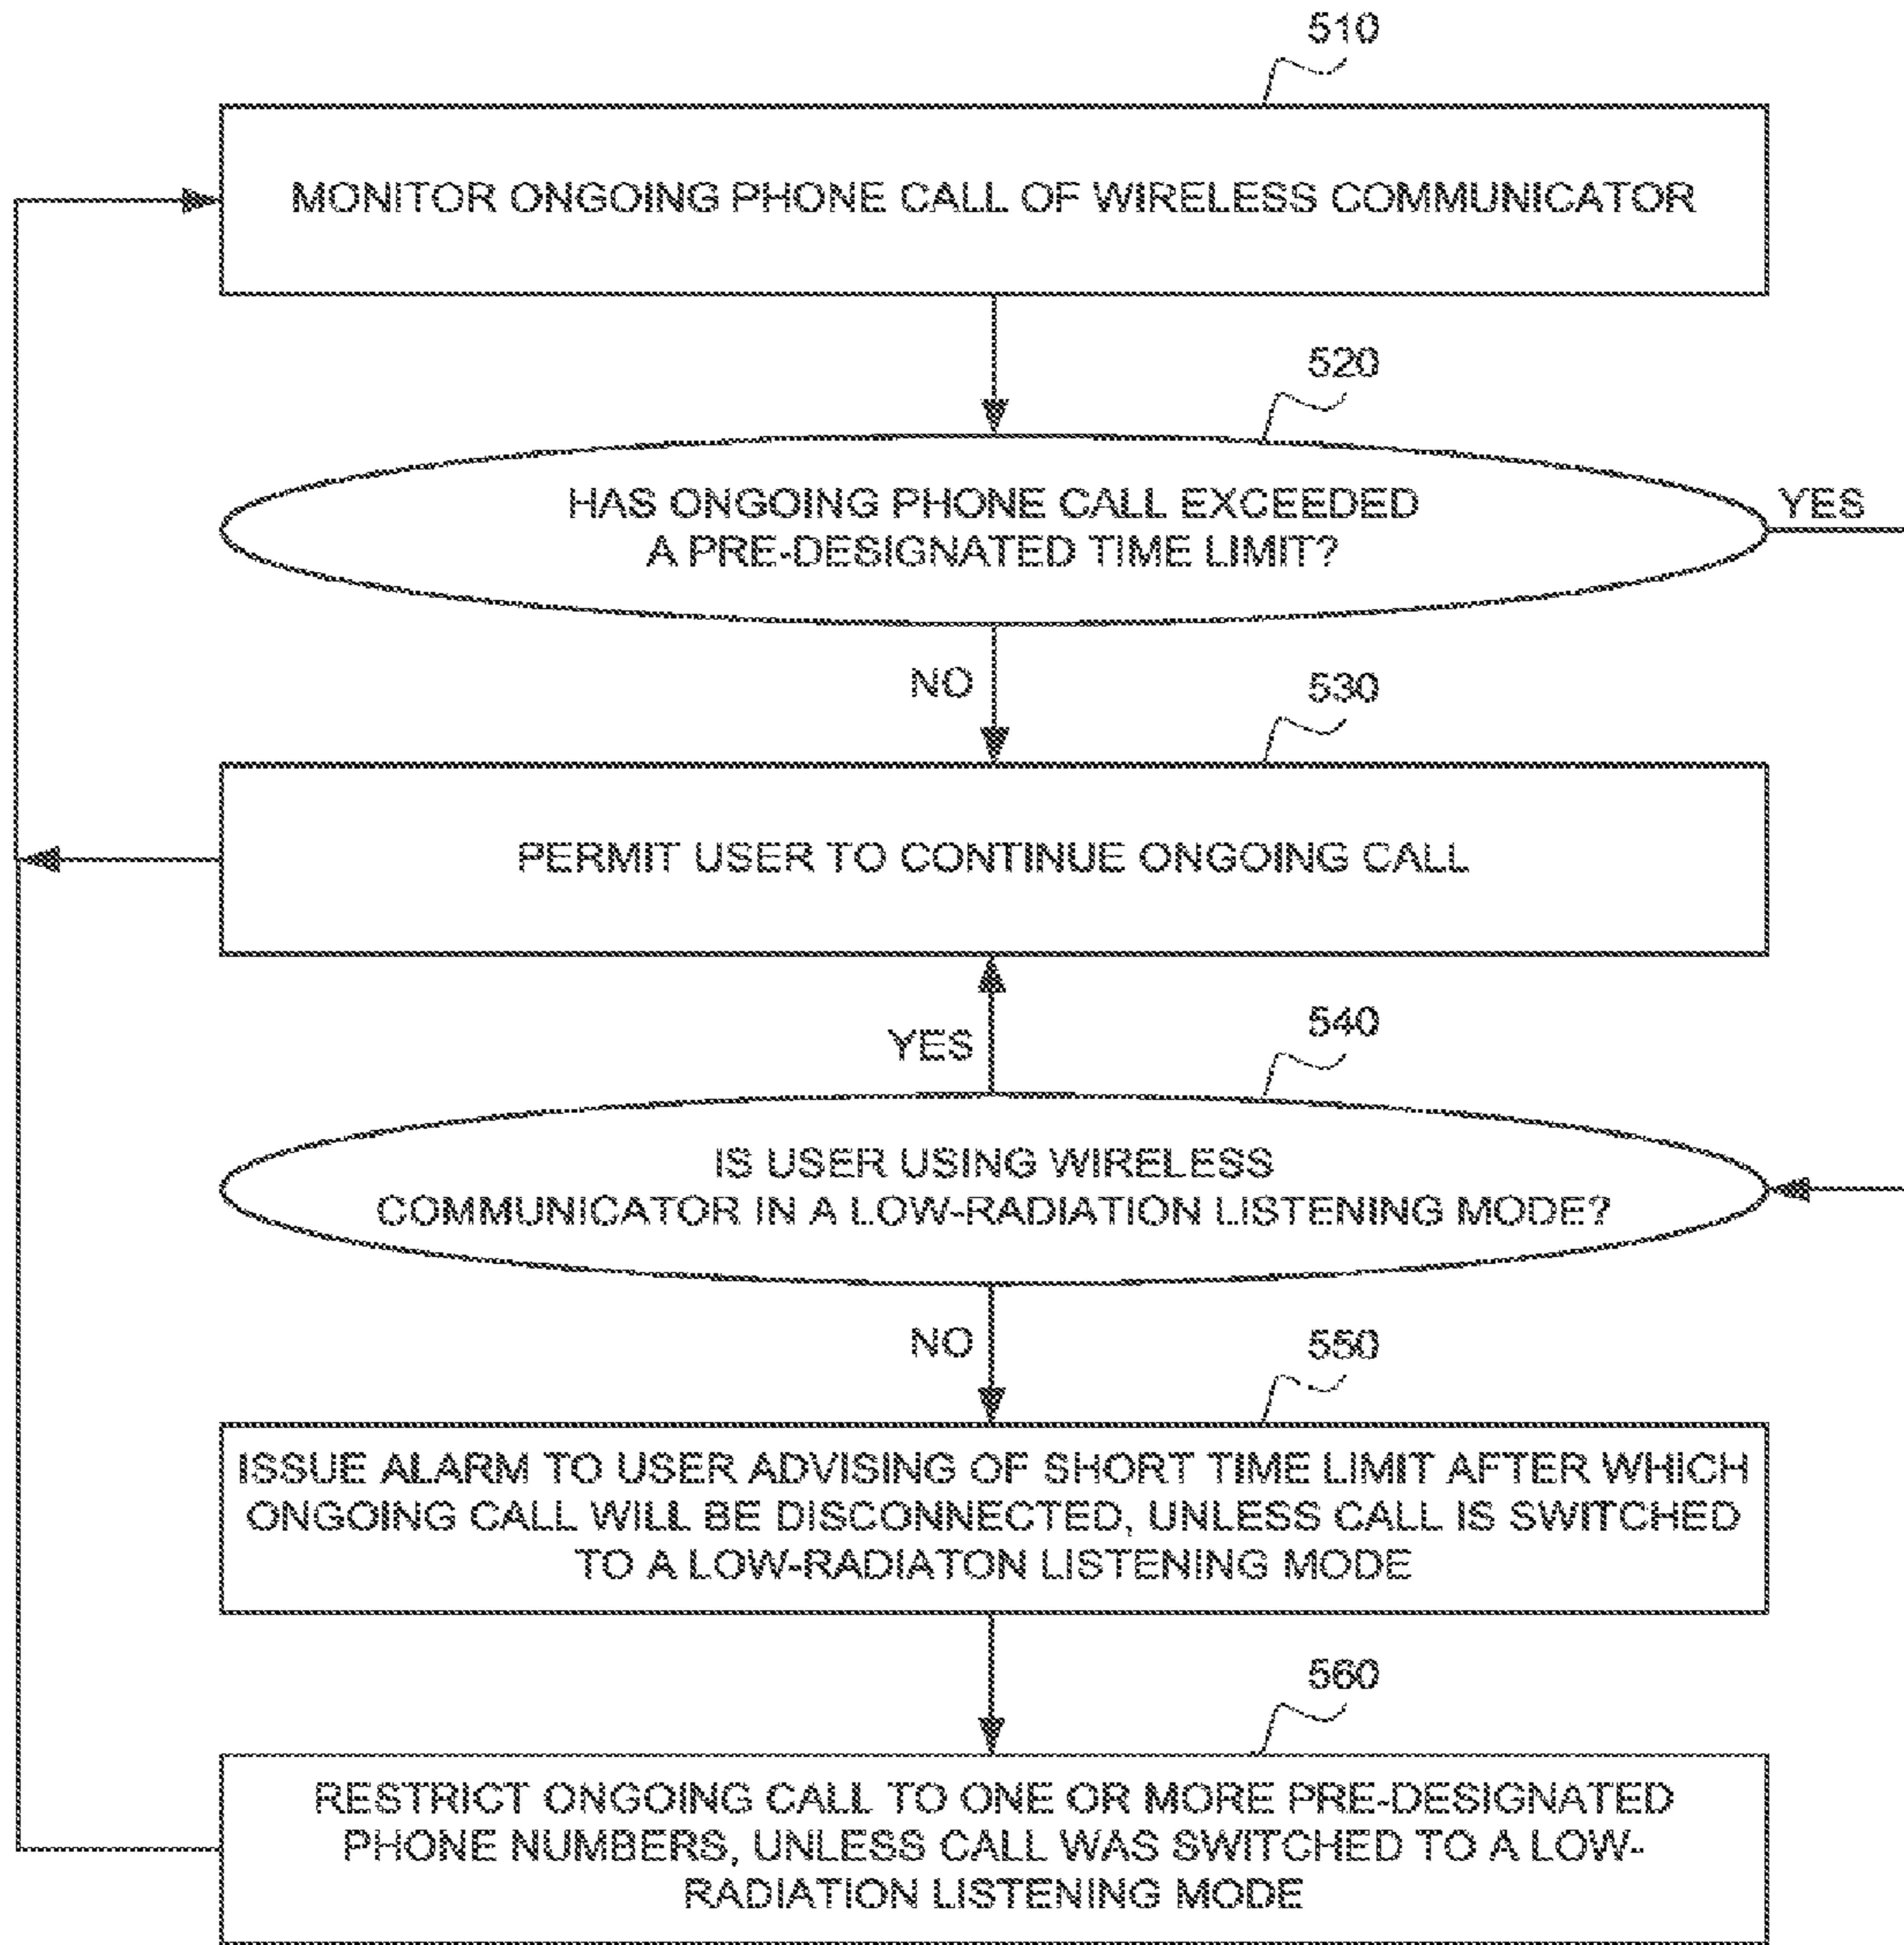 510
MONITOR ONGOING PHONE CALL OF WIRELESS COMMUNICATOR
520
HAS ONGOING PHONE CALL EXCEEDED
A PRE-DESIGNATED TIME LIMIT?
YES
NO
530
PERMIT USER TO CONTINUE ONGOING CALL
YES
540
IS USER USING WIRELESS
COMMUNICATOR IN A LOW-RADIATION LISTENING MODE?
NO
550
ISSUE ALARM TO USER ADVISING OF SHORT TIME LIMIT AFTER WHICH
ONGOING CALL WILL BE DISCONNECTED, UNLESS CALL IS SWITCHED
TO A LOW-RADIATON LISTENING MODE
560
RESTRICT ONGOING CALL TO ONE OR MORE PRE-DESIGNATED
PHONE NUMBERS, UNLESS CALL WAS SWITCHED TO A LOW-
RADIATION LISTENING MODE